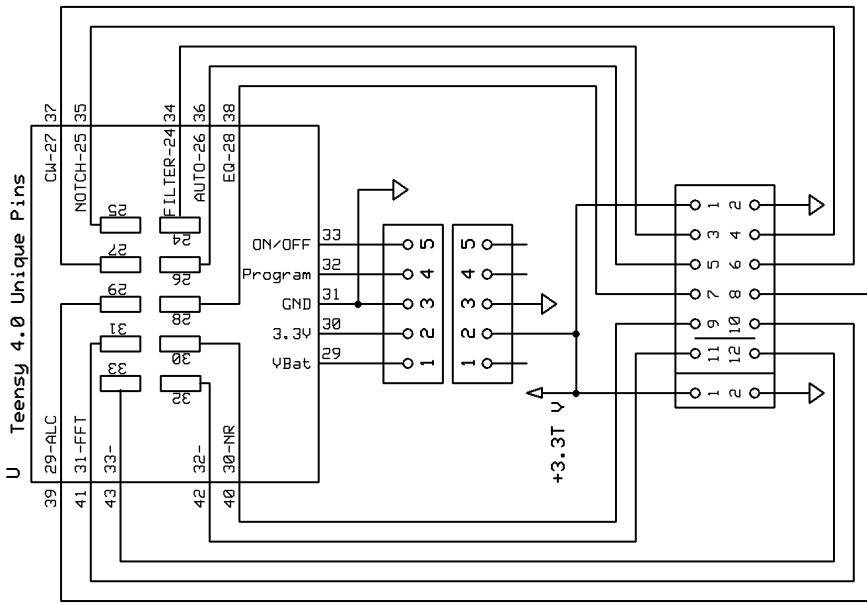 U Teensy 4.0 Unique Pins
37
35
34
36
38
CW-27
NOTCH-25
FILTER-24
AUTO-26
EQ-28
25
24
27
26
29
28
31
30
33
32
ON/OFF 33
Program 32
GND 31
3.3V 30
VBat 29
5
4
3
2
1
5
4
3
2
1
+3.3T V
1 2
3 4
5 6
7 8
9 10
11 12
1 2
29-ALC
31-FFT
33-
32-
30-NR
39
41
43
42
40